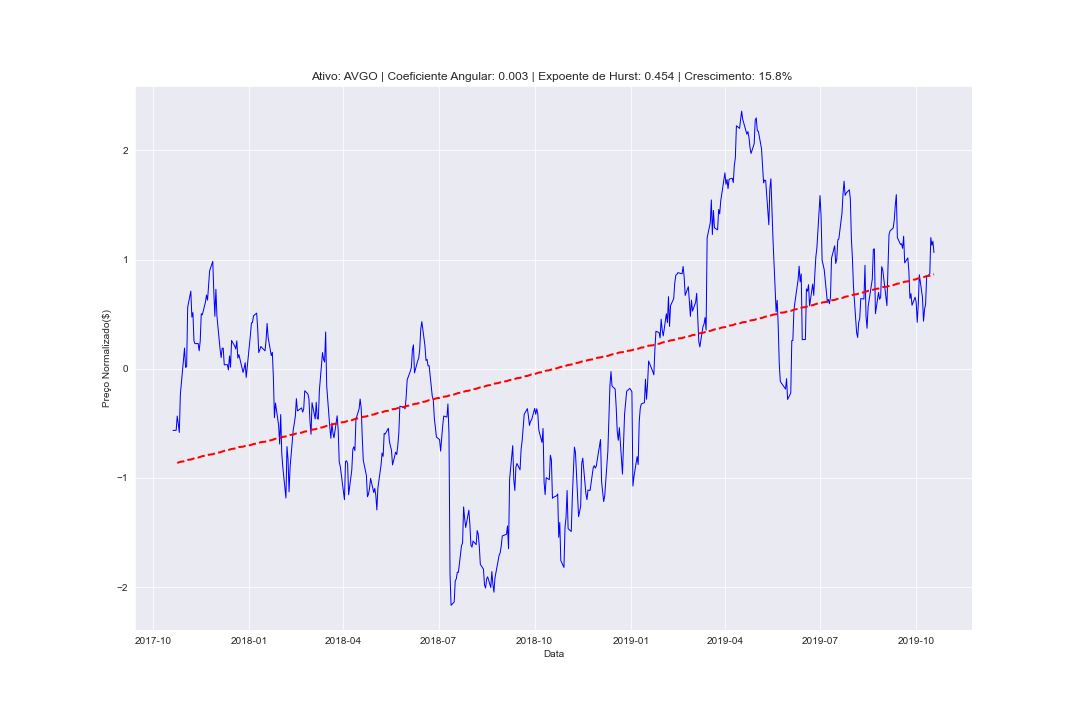 Ativo: AVGO | Coeficiente Angular: 0.003 | Expoente de Hurst: 0.454 | Crescimento: 15.8%
Preço Normalizado($)
2
1
0
−1
−2
2017-10 2018-01 2018-04 2018-07 2018-10 2019-01 2019-04 2019-07 2019-10
Data